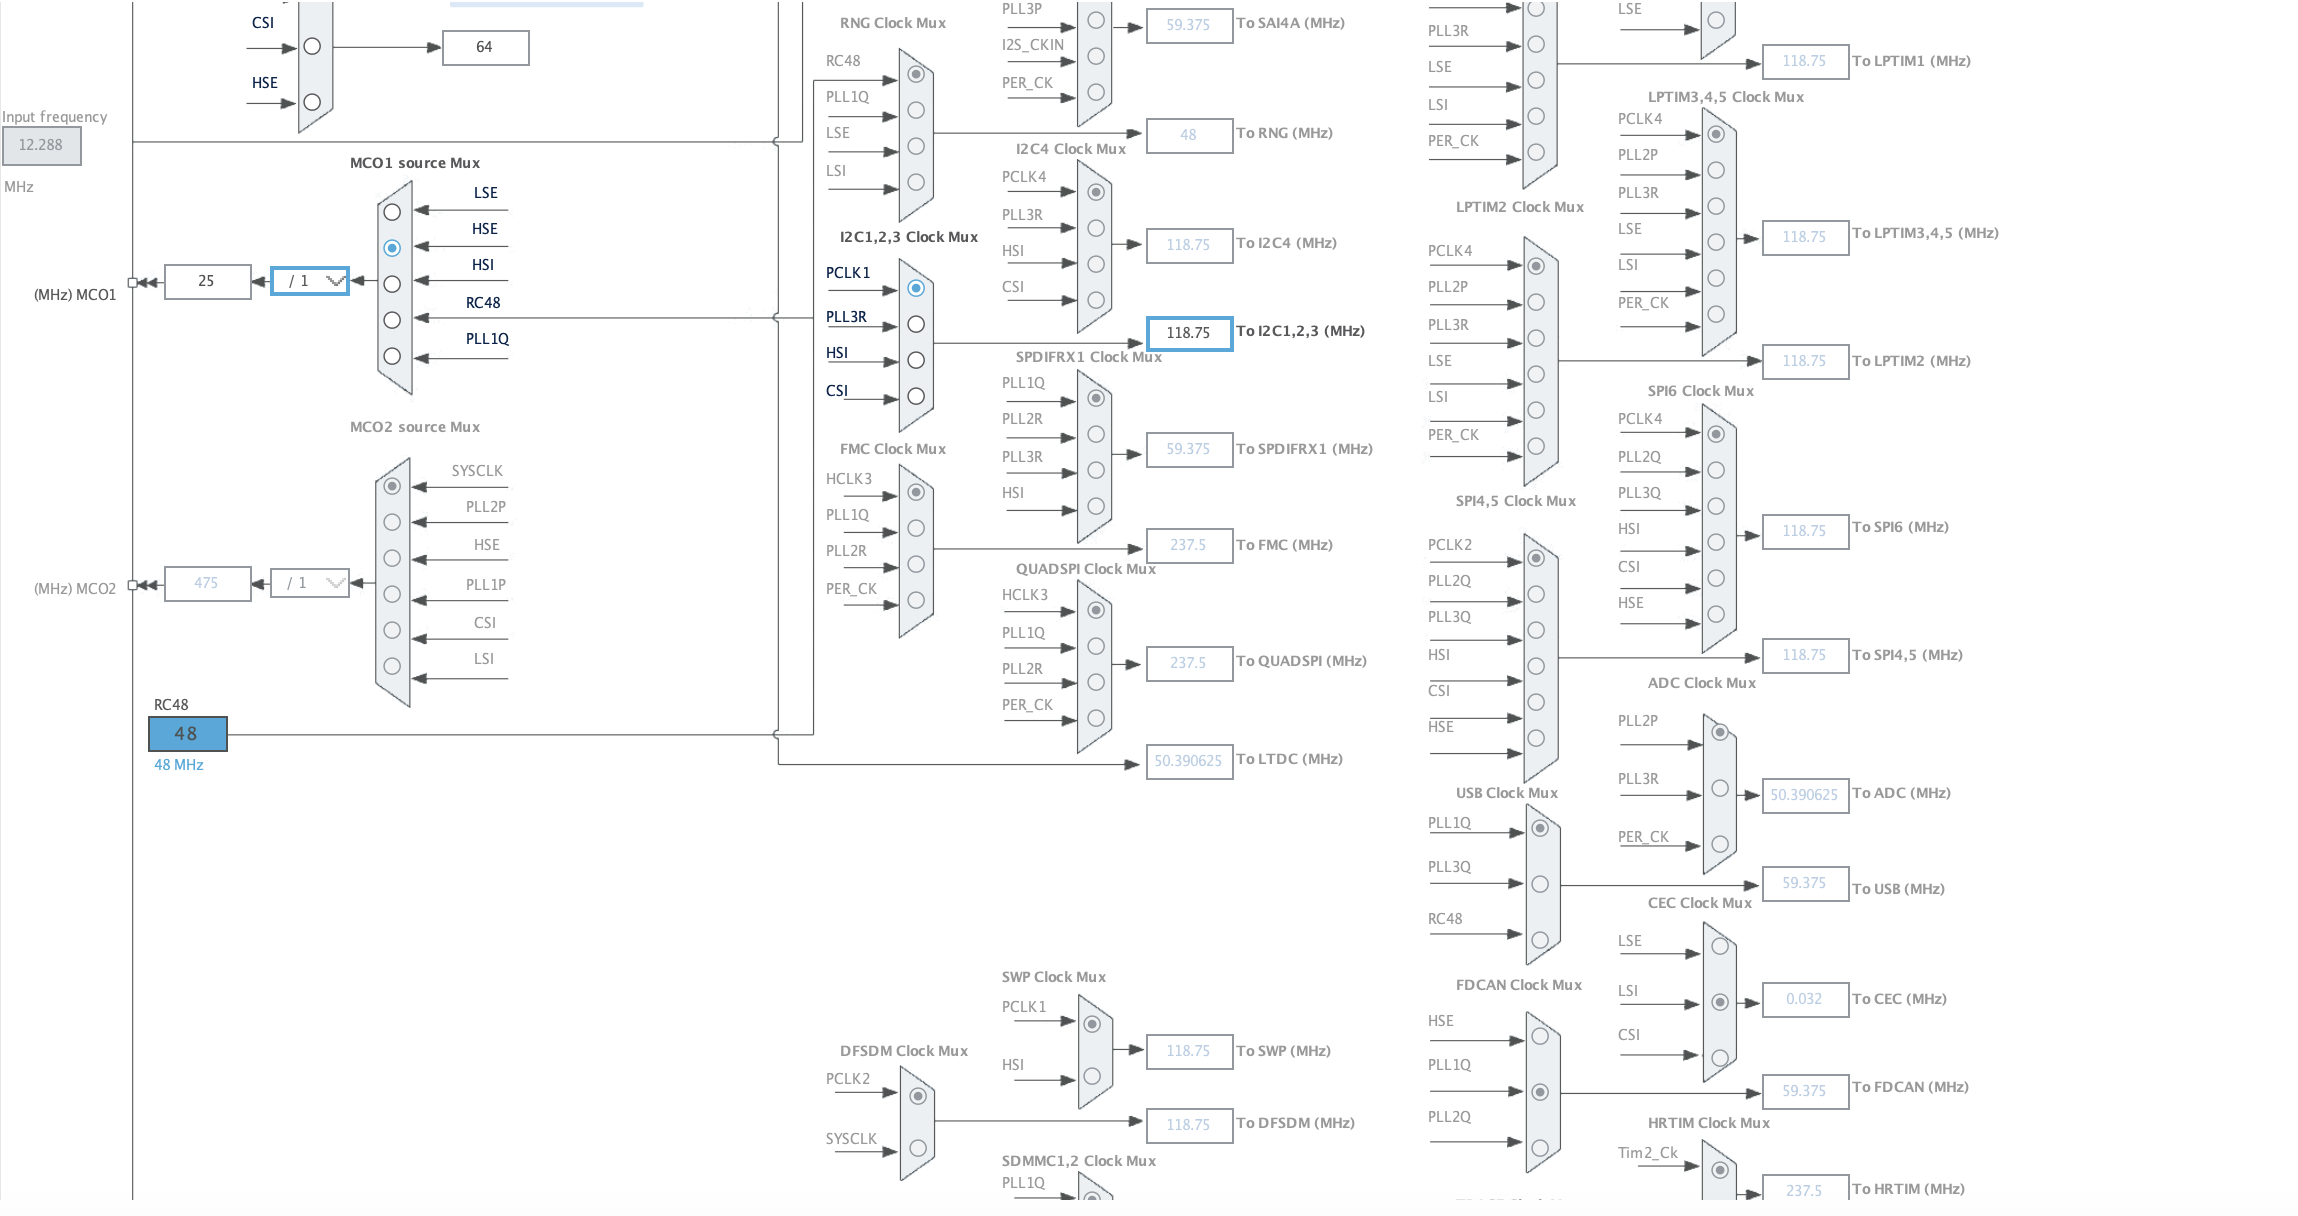 CSI
64
HSE
Input frequency
12.288
MHz
MCO1 source Mux
LSE
HSE
HSI
RC48
PLL1Q
(MHz) MCO1
25
/ 1
MCO2 source Mux
SYSCLK
PLL2P
HSE
PLL1P
CSI
LSI
(MHz) MCO2
475
/ 1
RC48
48
48 MHz
RNG Clock Mux
RC48
PLL1Q
LSE
LSI
48
To RNG (MHz)
I2C1,2,3 Clock Mux
PCLK1
PLL3R
HSI
CSI
118.75
To I2C1,2,3 (MHz)
FMC Clock Mux
HCLK3
PLL1Q
PLL2R
PER_CK
237.5
To FMC (MHz)
DFSDM Clock Mux
PCLK2
SYSCLK
118.75
To DFSDM (MHz)
PLL3P
I2S_CKIN
PER_CK
59.375
To SAI4A (MHz)
I2C4 Clock Mux
PCLK4
PLL3R
HSI
CSI
118.75
To I2C4 (MHz)
SPDIFRX1 Clock Mux
PLL1Q
PLL2R
PLL3R
HSI
59.375
To SPDIFRX1 (MHz)
QUADSPI Clock Mux
HCLK3
PLL1Q
PLL2R
PER_CK
237.5
To QUADSPI (MHz)
50.390625
To LTDC (MHz)
SWP Clock Mux
PCLK1
HSI
118.75
To SWP (MHz)
SDMMC1,2 Clock Mux
PLL1Q
PLL3R
LSE
LSI
PER_CK
118.75
To LPTIM1 (MHz)
LPTIM2 Clock Mux
PCLK4
PLL2P
PLL3R
LSE
LSI
PER_CK
118.75
To LPTIM2 (MHz)
SPI4,5 Clock Mux
PCLK2
PLL2Q
PLL3Q
HSI
CSI
HSE
118.75
To SPI4,5 (MHz)
USB Clock Mux
PLL1Q
PLL3Q
RC48
59.375
To USB (MHz)
FDCAN Clock Mux
HSE
PLL1Q
PLL2Q
59.375
To FDCAN (MHz)
LSE
LPTIM3,4,5 Clock Mux
PCLK4
PLL2P
PLL3R
LSE
LSI
PER_CK
118.75
To LPTIM3,4,5 (MHz)
SPI6 Clock Mux
PCLK4
PLL2Q
PLL3Q
HSI
CSI
HSE
118.75
To SPI6 (MHz)
ADC Clock Mux
PLL2P
PLL3R
PER_CK
50.390625
To ADC (MHz)
CEC Clock Mux
LSE
LSI
CSI
0.032
To CEC (MHz)
HRTIM Clock Mux
Tim2_Ck
237.5
To HRTIM (MHz)